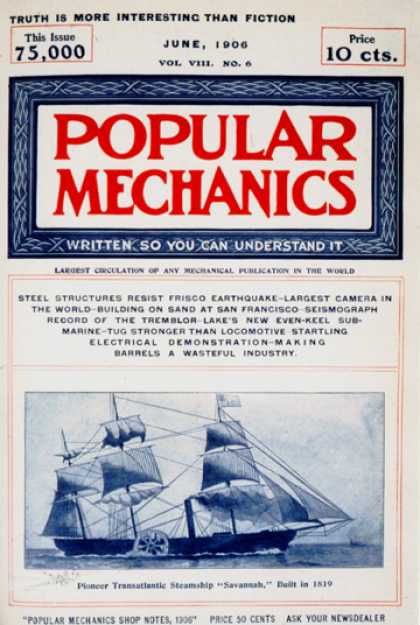 TRUTH IS MORE INTERESTING THAN FICTION
This Issue
75,000
JUNE, 1906
VOL VIII. NO. 6
Price
10 cts.
POPULAR
MECHANICS
WRITTEN SO YOU CAN UNDERSTAND IT
LARGEST CIRCULATION OF ANY MECHANICAL PUBLICATION IN THE WORLD
STEEL STRUCTURES RESIST FRISCO EARTHQUAKE—LARGEST CAMERA IN
THE WORLD—BUILDING ON SAND AT SAN FRANCISCO—SEISMOGRAPH
RECORD OF THE TREMBLOR—LAKE'S NEW EVEN-KEEL SUB-
MARINE—TUG STRONGER THAN LOCOMOTIVE—STARTLING
ELECTRICAL DEMONSTRATION—MAKING
BARRELS A WASTEFUL INDUSTRY.
Pioneer Transatlantic Steamship "Savannah," Built in 1819
"POPULAR MECHANICS SHOP NOTES, 1906" PRICE 50 CENTS ASK YOUR NEWSDEALER